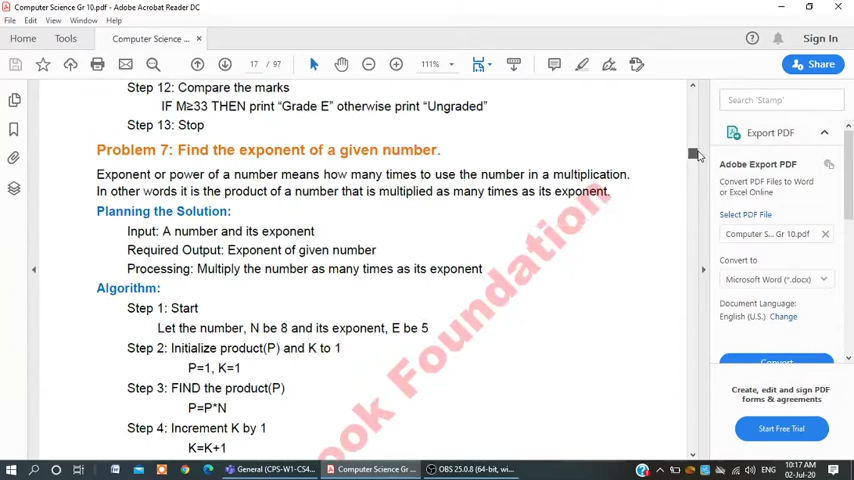 Computer Science Gr 10.pdf - Adobe Acrobat Reader DC
File Edit View Window Help
Home Tools Computer Science ... × Sign In
17 / 97 111% Share
Step 12: Compare the marks
IF M≥33 THEN print “Grade E” otherwise print “Ungraded”
Step 13: Stop
Problem 7: Find the exponent of a given number.
Exponent or power of a number means how many times to use the number in a multiplication.
In other words it is the product of a number that is multiplied as many times as its exponent.
Planning the Solution:
Input: A number and its exponent
Required Output: Exponent of given number
Processing: Multiply the number as many times as its exponent
Algorithm:
Step 1: Start
Let the number, N be 8 and its exponent, E be 5
Step 2: Initialize product(P) and K to 1
P=1, K=1
Step 3: FIND the product(P)
P=P*N
Step 4: Increment K by 1
K=K+1
ook Foundation
Search 'Stamp'
Export PDF
Adobe Export PDF
Convert PDF Files to Word
or Excel Online
Select PDF File
Computer S... Gr 10.pdf
Convert to
Microsoft Word (*.docx)
Document Language:
English (U.S.) Change
Convert
Create, edit and sign PDF
forms & agreements
Start Free Trial
General (CPS-W1-CS4... Computer Science Gr ... OBS 25.0.8 (64-bit, wi... ENG 10:17 AM
02-Jul-20